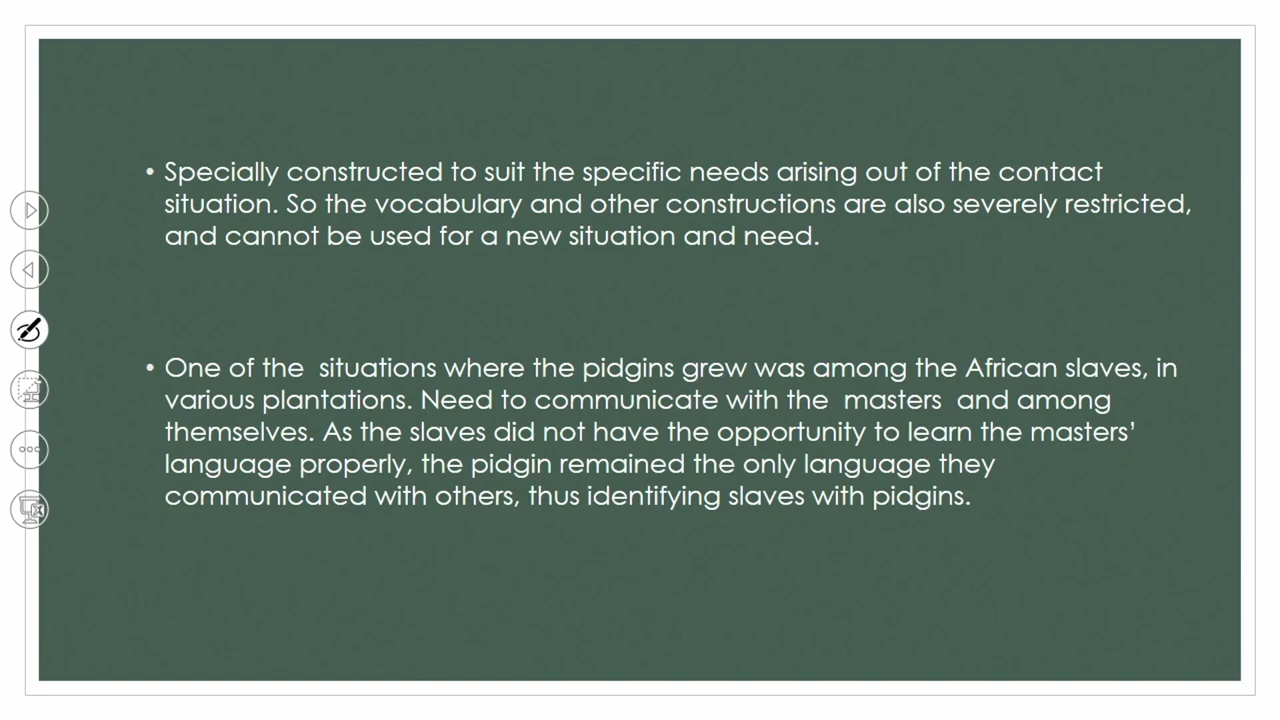 • Specially constructed to suit the specific needs arising out of the contact
situation. So the vocabulary and other constructions are also severely restricted,
and cannot be used for a new situation and need.
• One of the  situations where the pidgins grew was among the African slaves, in
various plantations. Need to communicate with the  masters  and among
themselves. As the slaves did not have the opportunity to learn the masters’
language properly, the pidgin remained the only language they
communicated with others, thus identifying slaves with pidgins.